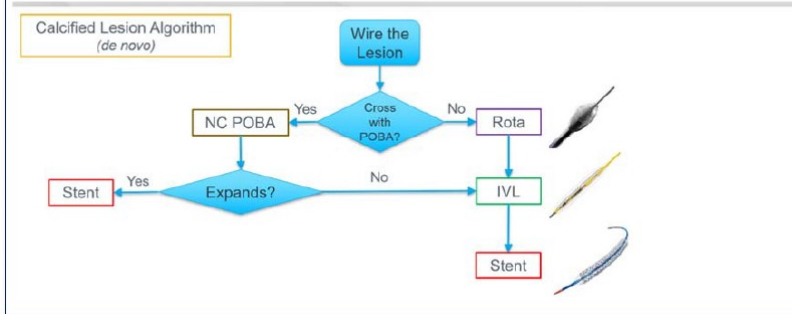 Calcified Lesion Algorithm
(de novo)
Wire the
Lesion
Cross
with
POBA?
Yes
No
NC POBA
Rota
Expands?
Yes
No
Stent
IVL
Stent